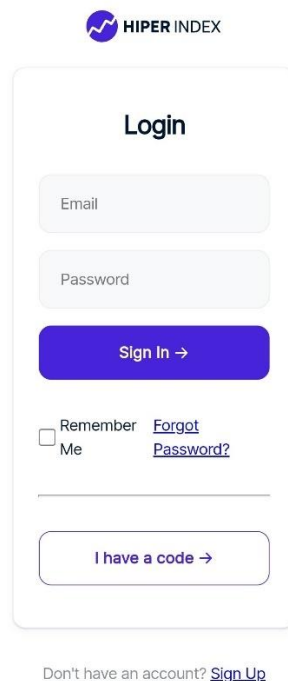 HIPER INDEX
Login
Email
Password
Sign In →
Remember Me
Forgot Password?
I have a code →
Don't have an account? Sign Up